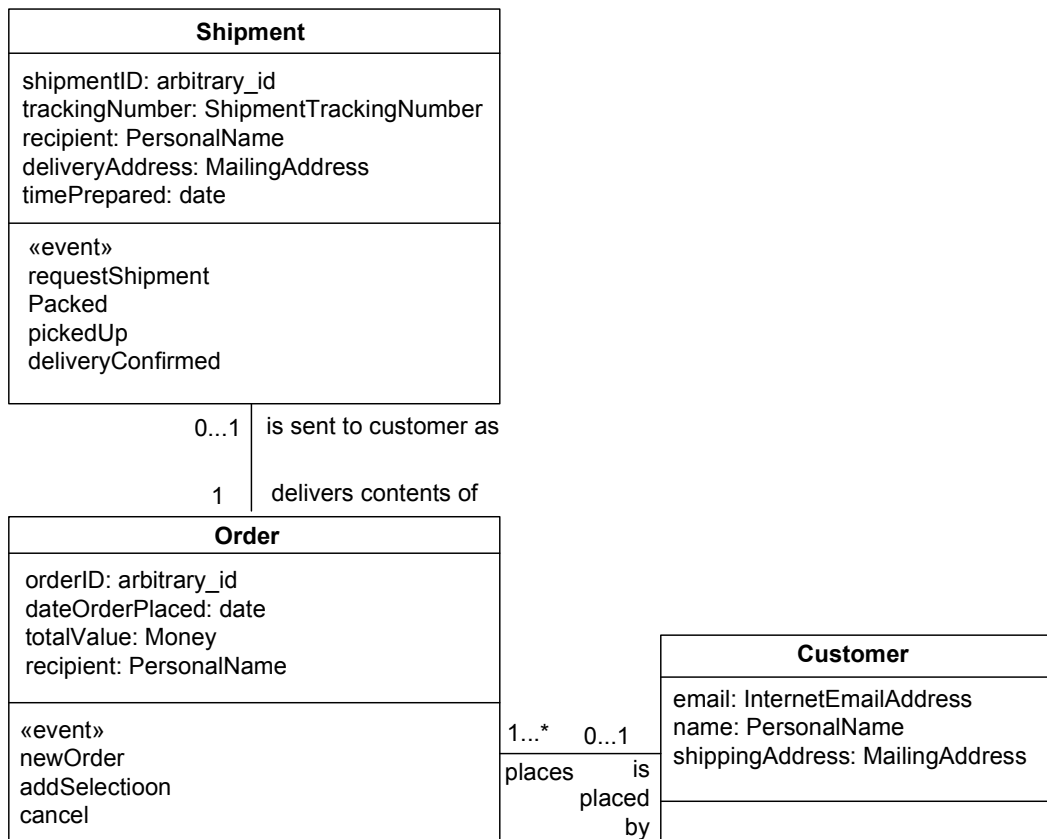 Shipment
shipmentID: arbitrary_id
trackingNumber: ShipmentTrackingNumber
recipient: PersonalName
deliveryAddress: MailingAddress
timePrepared: date
«event»
requestShipment
Packed
pickedUp
deliveryConfirmed
0...1 is sent to customer as
1 delivers contents of
Order
orderID: arbitrary_id
dateOrderPlaced: date
totalValue: Money
recipient: PersonalName
«event»
newOrder
addSelectioon
cancel
1...* 0...1
places is
placed
by
Customer
email: InternetEmailAddress
name: PersonalName
shippingAddress: MailingAddress